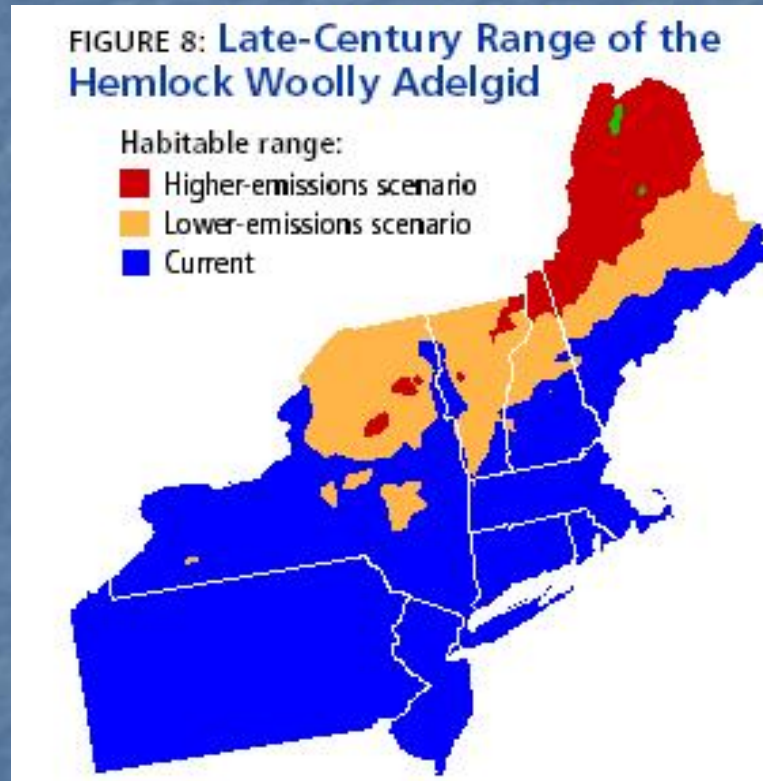 FIGURE 8: Late-Century Range of the
Hemlock Woolly Adelgid
Habitable range:
Higher-emissions scenario
Lower-emissions scenario
Current